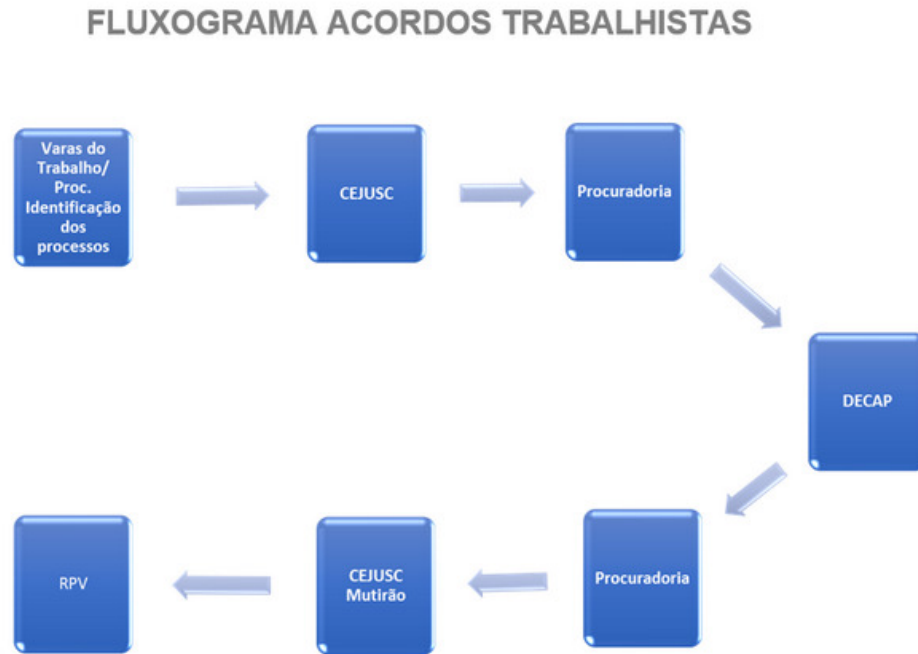 FLUXOGRAMA ACORDOS TRABALHISTAS
Varas do
Trabalho/
Proc.
Identificação
dos
processos
CEJUSC
Procuradoria
DECAP
Procuradoria
CEJUSC
Mutirão
RPV